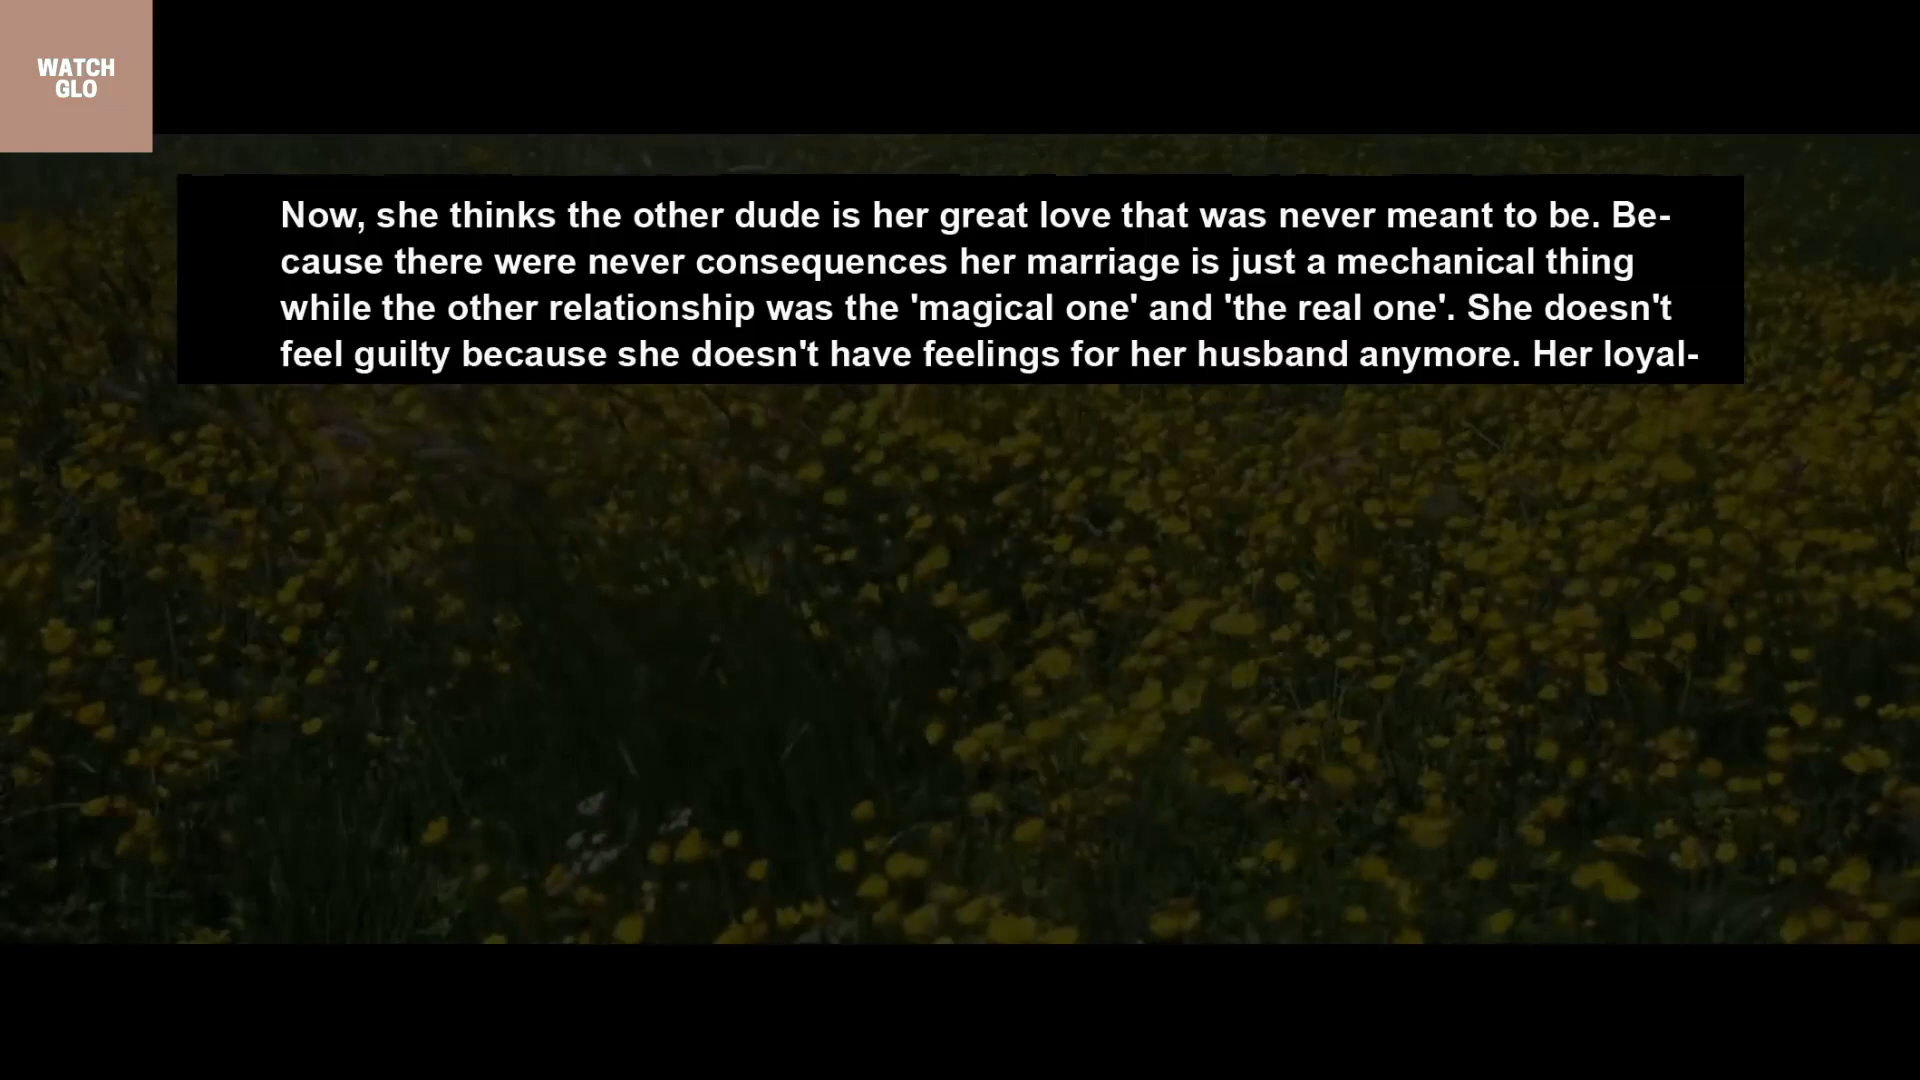 WATCH
GLO
Now, she thinks the other dude is her great love that was never meant to be. Be-
cause there were never consequences her marriage is just a mechanical thing
while the other relationship was the 'magical one' and 'the real one'. She doesn't
feel guilty because she doesn't have feelings for her husband anymore. Her loyal-